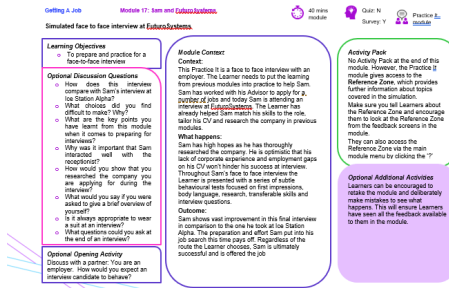 Getting A Job
Module 17: Sam and FuturoSystems
40 mins
module
Quiz: N
Survey: Y
Practice it
module
Simulated face to face interview at FuturoSystems.
Learning Objectives
o To prepare and practice for a
face-to-face interview
Optional Discussion Questions
o How does this interview
compare with Sam's interview at
Ice Station Alpha?
o What choices did you find
difficult to make? Why?
o What are the key points you
have learnt from this module
when it comes to preparing for
interviews?
o Why was it important that Sam
interacted well with the
receptionist?
o How would you show that you
researched the company you
are applying for during the
interview?
o What would you say if you were
asked to give a brief overview of
yourself?
o Is it always appropriate to wear
a suit at an interview?
o What questions could you ask at
the end of an interview?
Optional Opening Activity
Discuss with a partner: You are an
employer. How would you expect an
interview candidate to behave?
Module Context
Context:
This Practice It is a face to face interview with an
employer. The Learner needs to put the learning
from previous modules into practice to help Sam.
Sam has worked with his Advisor to apply for a
number of jobs and today Sam is attending an
interview at FuturoSystems. The Learner has
already helped Sam match his skills to the role,
tailor his CV and research the company in previous
modules.
What happens:
Sam has high hopes as he has thoroughly
researched the company. He is optimistic that his
lack of corporate experience and employment gaps
on his CV won't hinder his success at interview.
Throughout Sam's face to face interview the
Learner is presented with a series of subtle
behavioural tests focused on first impressions,
body language, research, transferable skills and
interview questions.
Outcome:
Sam shows vast improvement in this final interview
in comparison to the one he took at Ice Station
Alpha. The preparation and effort Sam put into his
job search this time pays off. Regardless of the
route the Learner chooses, Sam is ultimately
successful and is offered the job
Activity Pack
No Activity Pack at the end of this
module. However, the Practice it
module gives access to the
Reference Zone, which provides
further information about topics
covered in the simulation.
Make sure you tell Learners about
the Reference Zone and encourage
them to look at the Reference Zone
from the feedback screens in the
module.
They can also access the
Reference Zone via the main
module menu by clicking the '?'
Optional Additional Activities
Learners can be encouraged to
retake the module and deliberately
make mistakes to see what
happens. This will ensure Learners
have seen all the feedback available
to them in the module.